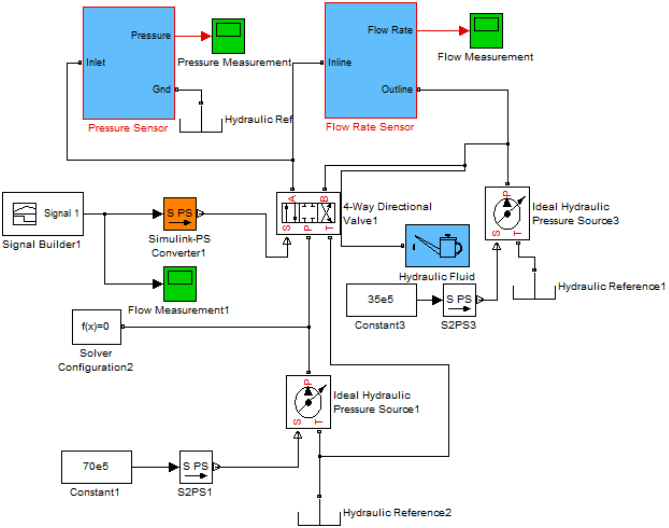 Pressure
Flow Rate
Pressure Measurement
Flow Measurement
Inlet
Inline
Gnd
Outline
Hydraulic Ref
Pressure Sensor
Flow Rate Sensor
Signal 1
Signal Builder1
S PS
Simulink-PS
Converter1
A
B
S
P
T
4-Way Directional
Valve1
P
S
T
Ideal Hydraulic
Pressure Source3
Hydraulic Fluid
Hydraulic Reference1
Flow Measurement1
35e5
Constant3
S PS
S2PS3
f(x)=0
Solver
Configuration2
P
S
T
Ideal Hydraulic
Pressure Source1
70e5
Constant1
S PS
S2PS1
Hydraulic Reference2